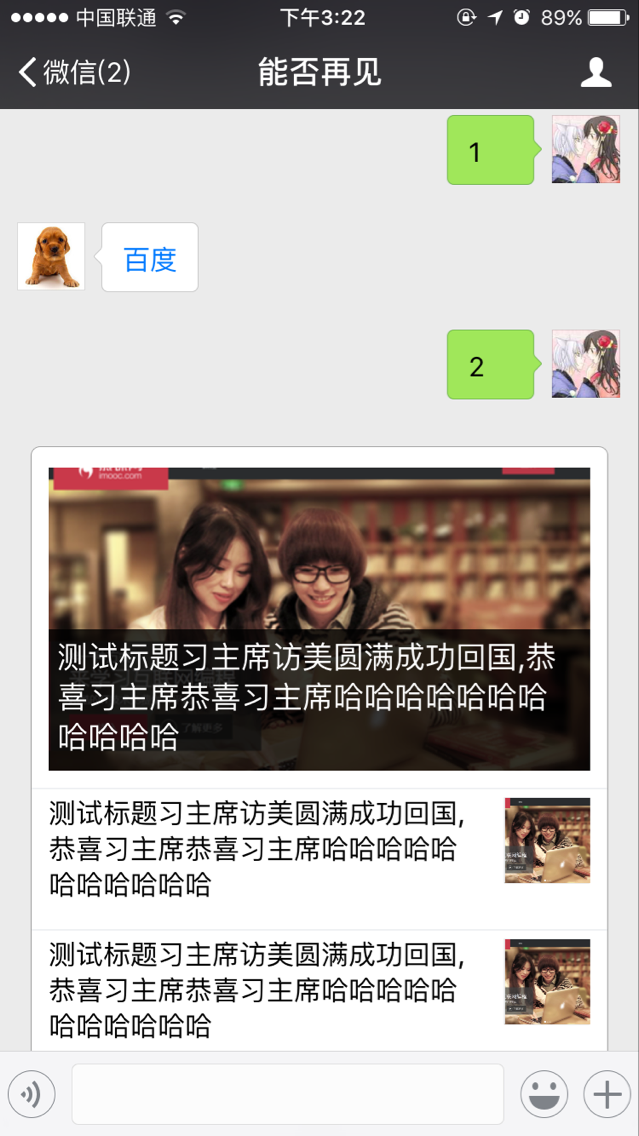 中国联通
下午3:22
89%
微信(2)
能否再见
1
百度
2
imooc.com
测试标题习主席访美圆满成功回国,恭
喜习主席恭喜习主席哈哈哈哈哈哈哈
哈哈哈哈
测试标题习主席访美圆满成功回国,
恭喜习主席恭喜习主席哈哈哈哈哈
哈哈哈哈哈哈
测试标题习主席访美圆满成功回国,
恭喜习主席恭喜习主席哈哈哈哈哈
哈哈哈哈哈哈